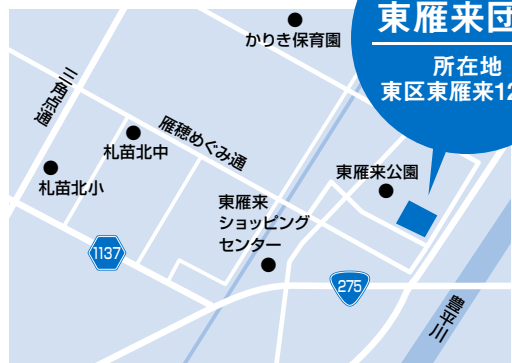 東雁来団
所在地
東区東雁来12
かりき保育園
三角点通
札苗北中
雁穂めぐみ通
札苗北小
東雁来公園
東雁来
ショッピング
センター
1137
275
豊平川